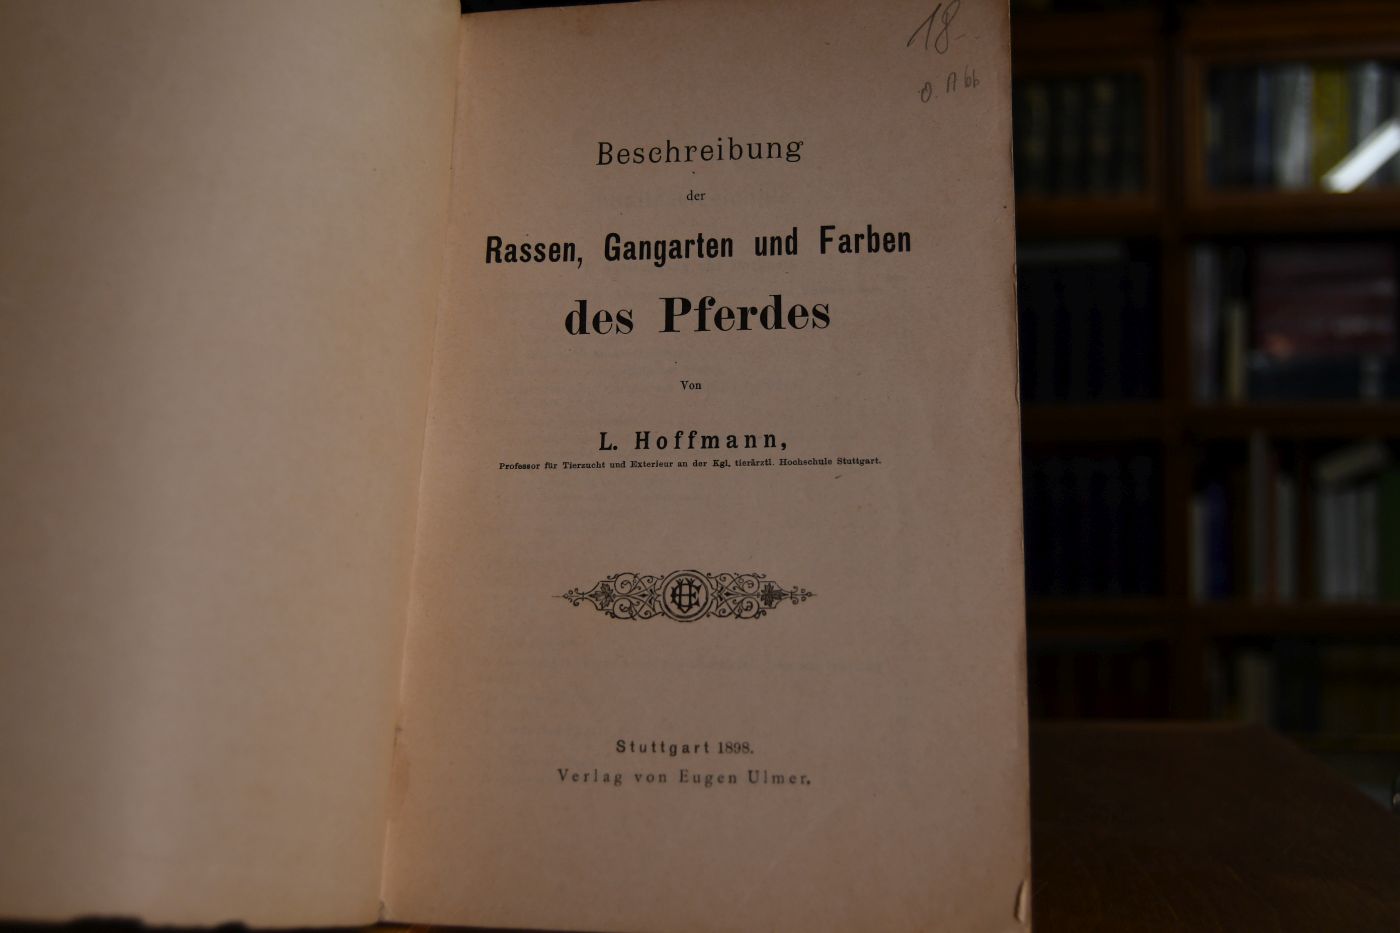 18.-
O. Abb
Beschreibung
der
Rassen, Gangarten und Farben
des Pferdes
Von
L. Hoffmann,
Professor für Tierzucht und Exterieur an der Kgl. tierärztl. Hochschule Stuttgart.
Stuttgart 1898.
Verlag von Eugen Ulmer.